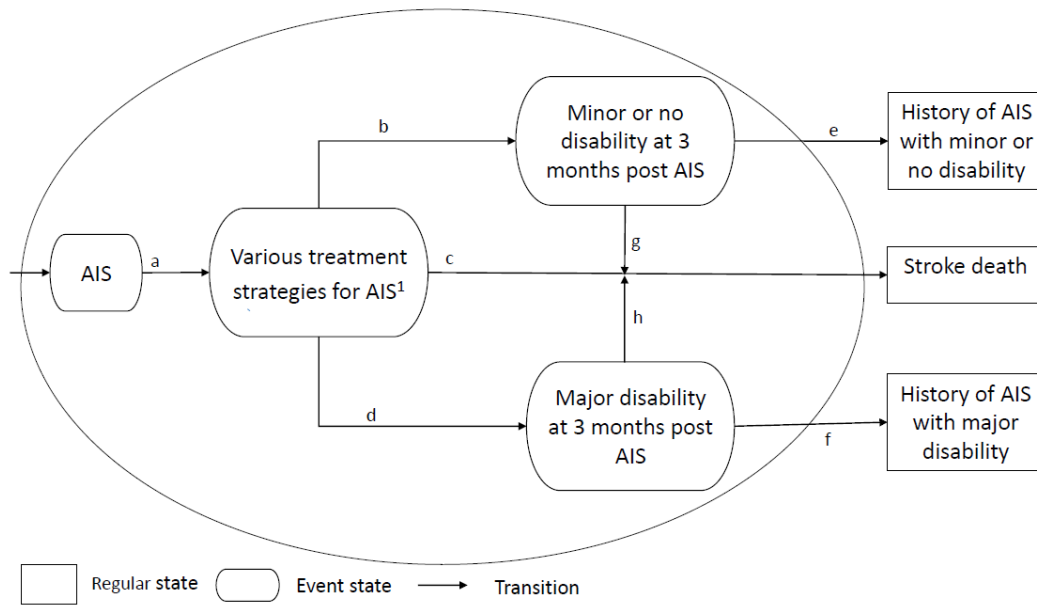 b
Minor or no
disability at 3
months post AIS
e
History of AIS
with minor or
no disability
g
AIS
a
Various treatment
strategies for AIS¹
c
Stroke death
h
d
Major disability
at 3 months post
AIS
f
History of AIS
with major
disability
Regular state
Event state
Transition